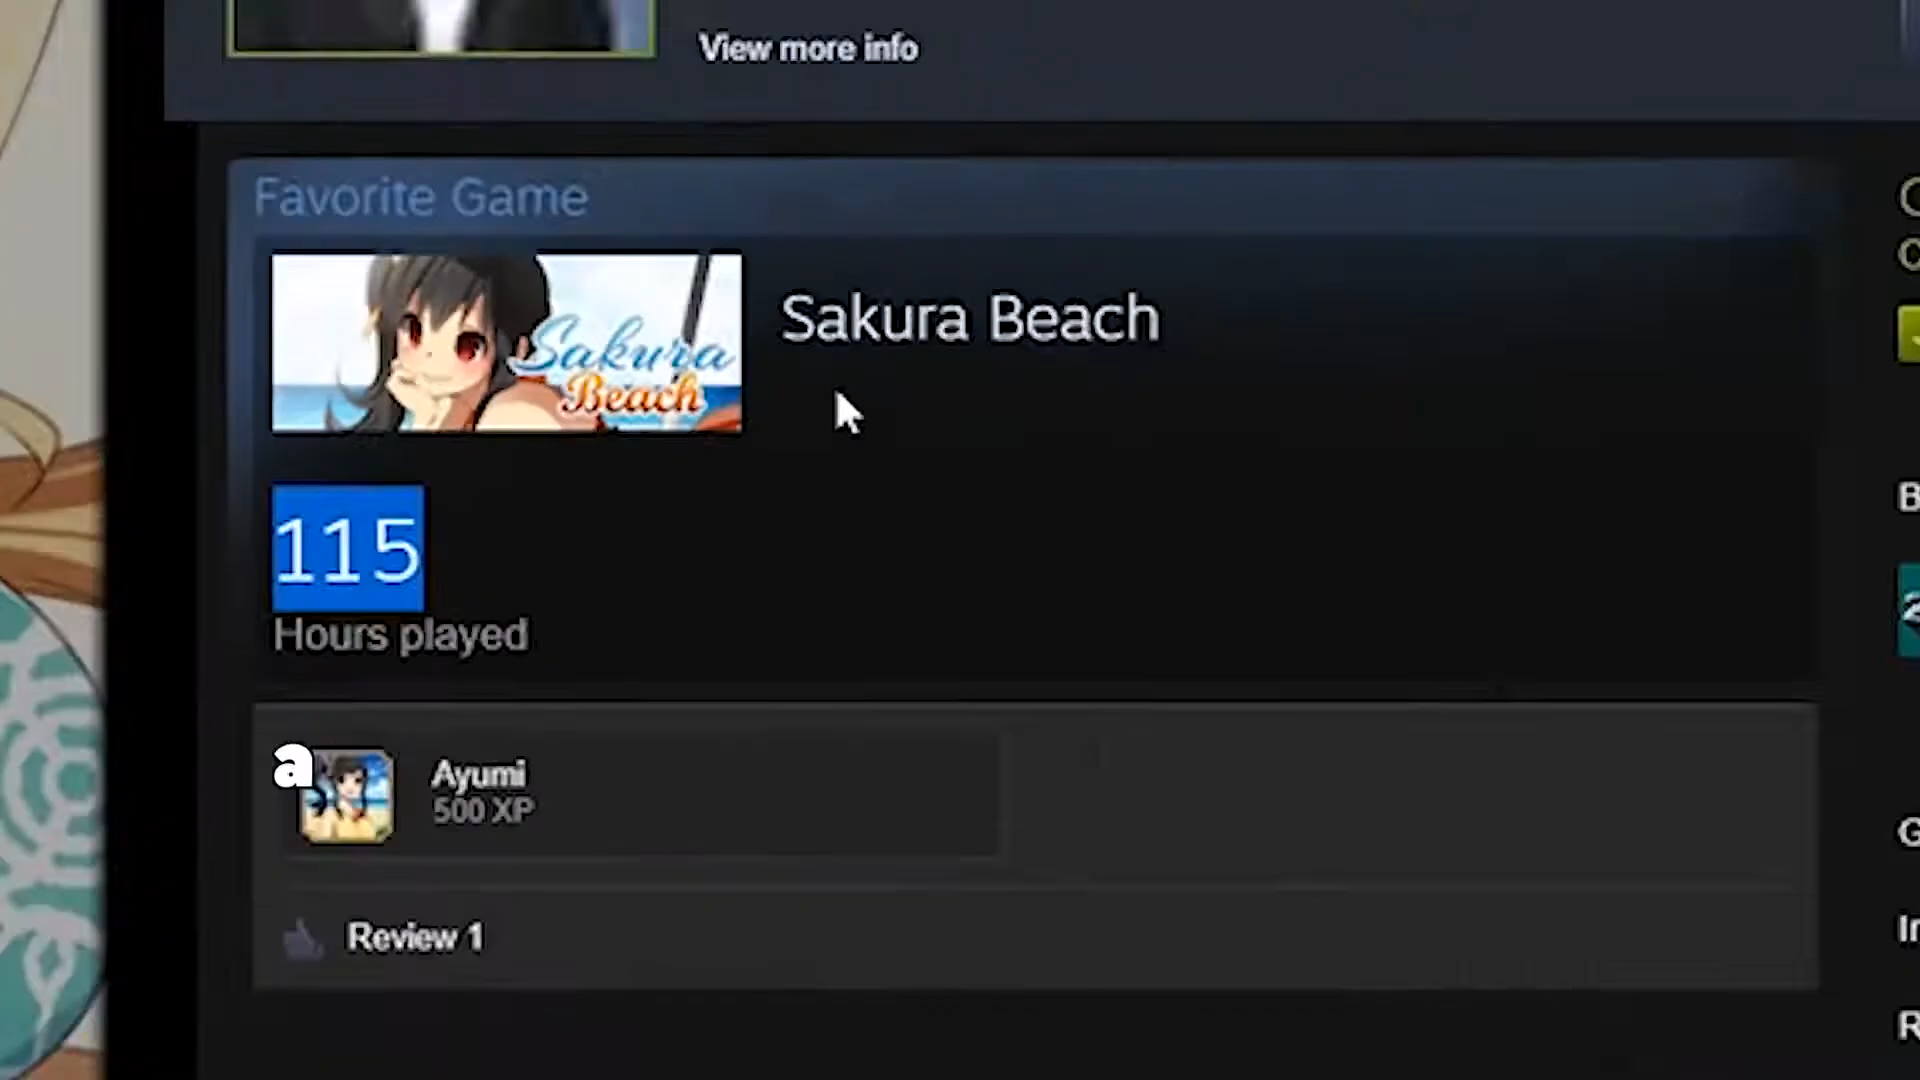 View more info
Favorite Game
Sakura
Beach
Sakura Beach
115
Hours played
a
Ayumi
500 XP
Review 1